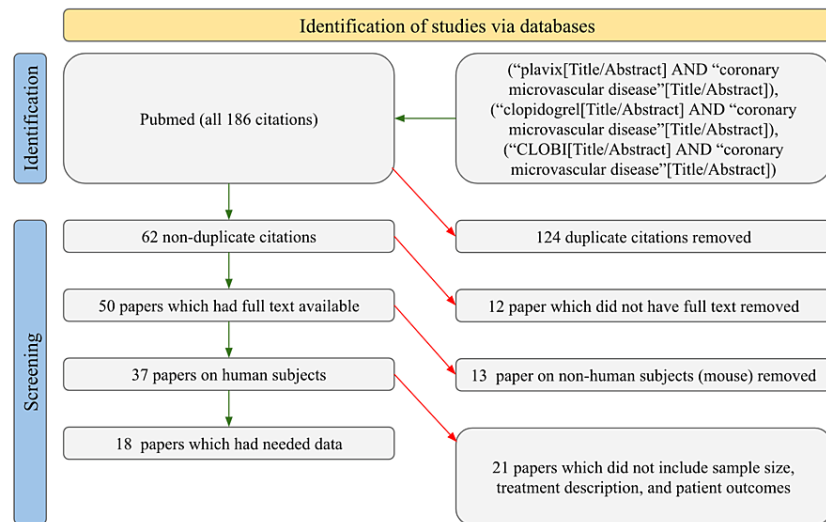 Identification of studies via databases
Identification
Pubmed (all 186 citations)
(“plavix[Title/Abstract] AND “coronary
microvascular disease”[Title/Abstract]),
(“clopidogrel[Title/Abstract] AND “coronary
microvascular disease”[Title/Abstract]),
(“CLOBI[Title/Abstract] AND “coronary
microvascular disease”[Title/Abstract])
Screening
62 non-duplicate citations
124 duplicate citations removed
50 papers which had full text available
12 paper which did not have full text removed
37 papers on human subjects
13 paper on non-human subjects (mouse) removed
18 papers which had needed data
21 papers which did not include sample size,
treatment description, and patient outcomes